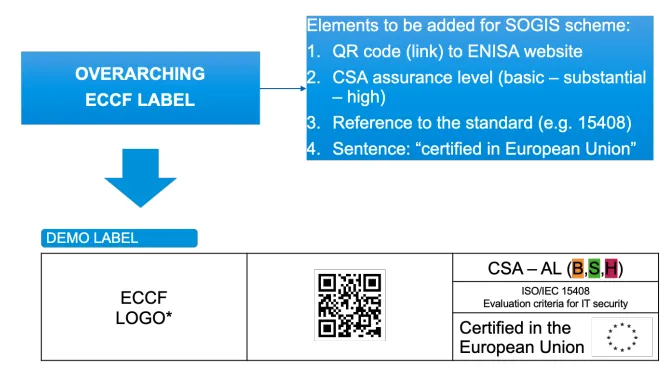 OVERARCHING
ECCF LABEL
Elements to be added for SOGIS scheme:
1. QR code (link) to ENISA website
2. CSA assurance level (basic – substantial
– high)
3. Reference to the standard (e.g. 15408)
4. Sentence: “certified in European Union”
DEMO LABEL
ECCF
LOGO*
CSA – AL (B,S,H)
ISO/IEC 15408
Evaluation criteria for IT security
Certified in the
European Union